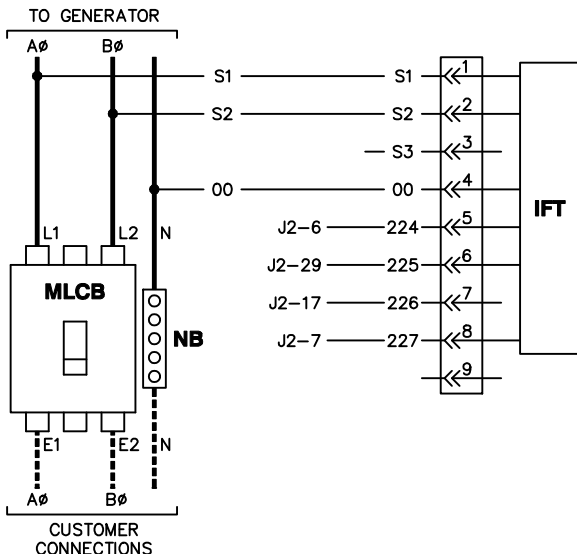 TO GENERATOR
AØ BØ
S1 S1 1
S2 S2 2
S3 3
00 00 4
IFT
J2-6 224 5
L1 L2 N
J2-29 225 6
MLCB
J2-17 226 7
NB
J2-7 227 8
9
E1 E2 N
AØ BØ
CUSTOMER
CONNECTIONS